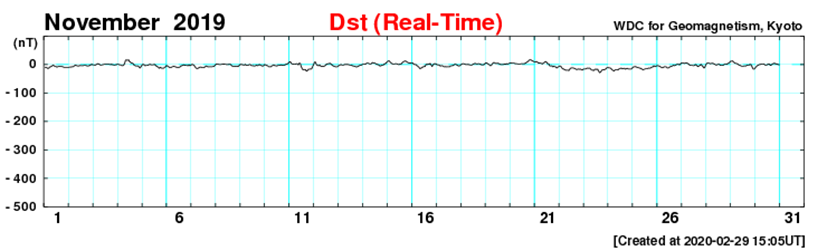 November 2019 Dst (Real-Time) WDC for Geomagnetism, Kyoto
(nT)
0
-100
-200
-300
-400
-500
1 6 11 16 21 26 31
[Created at 2020-02-29 15:05UT]